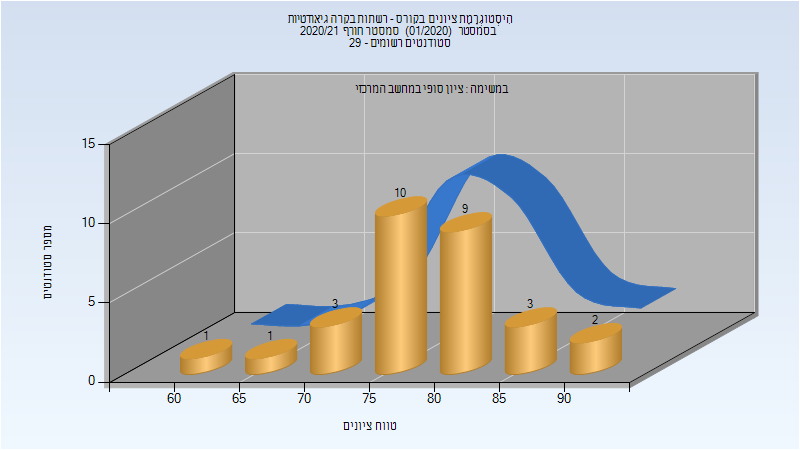 היסטוגרמת ציונים בקורס - רשתות בקרה גיאודטיות
בסמסטר (01/2020) סמסטר חורף 2020/21
סטודנטים רשומים - 29
במשימה : ציון סופי במחשב המרכזי
מספר סטודנטים
15
10
5
0
1
1
3
10
9
3
2
60 65 70 75 80 85 90
טווח ציונים